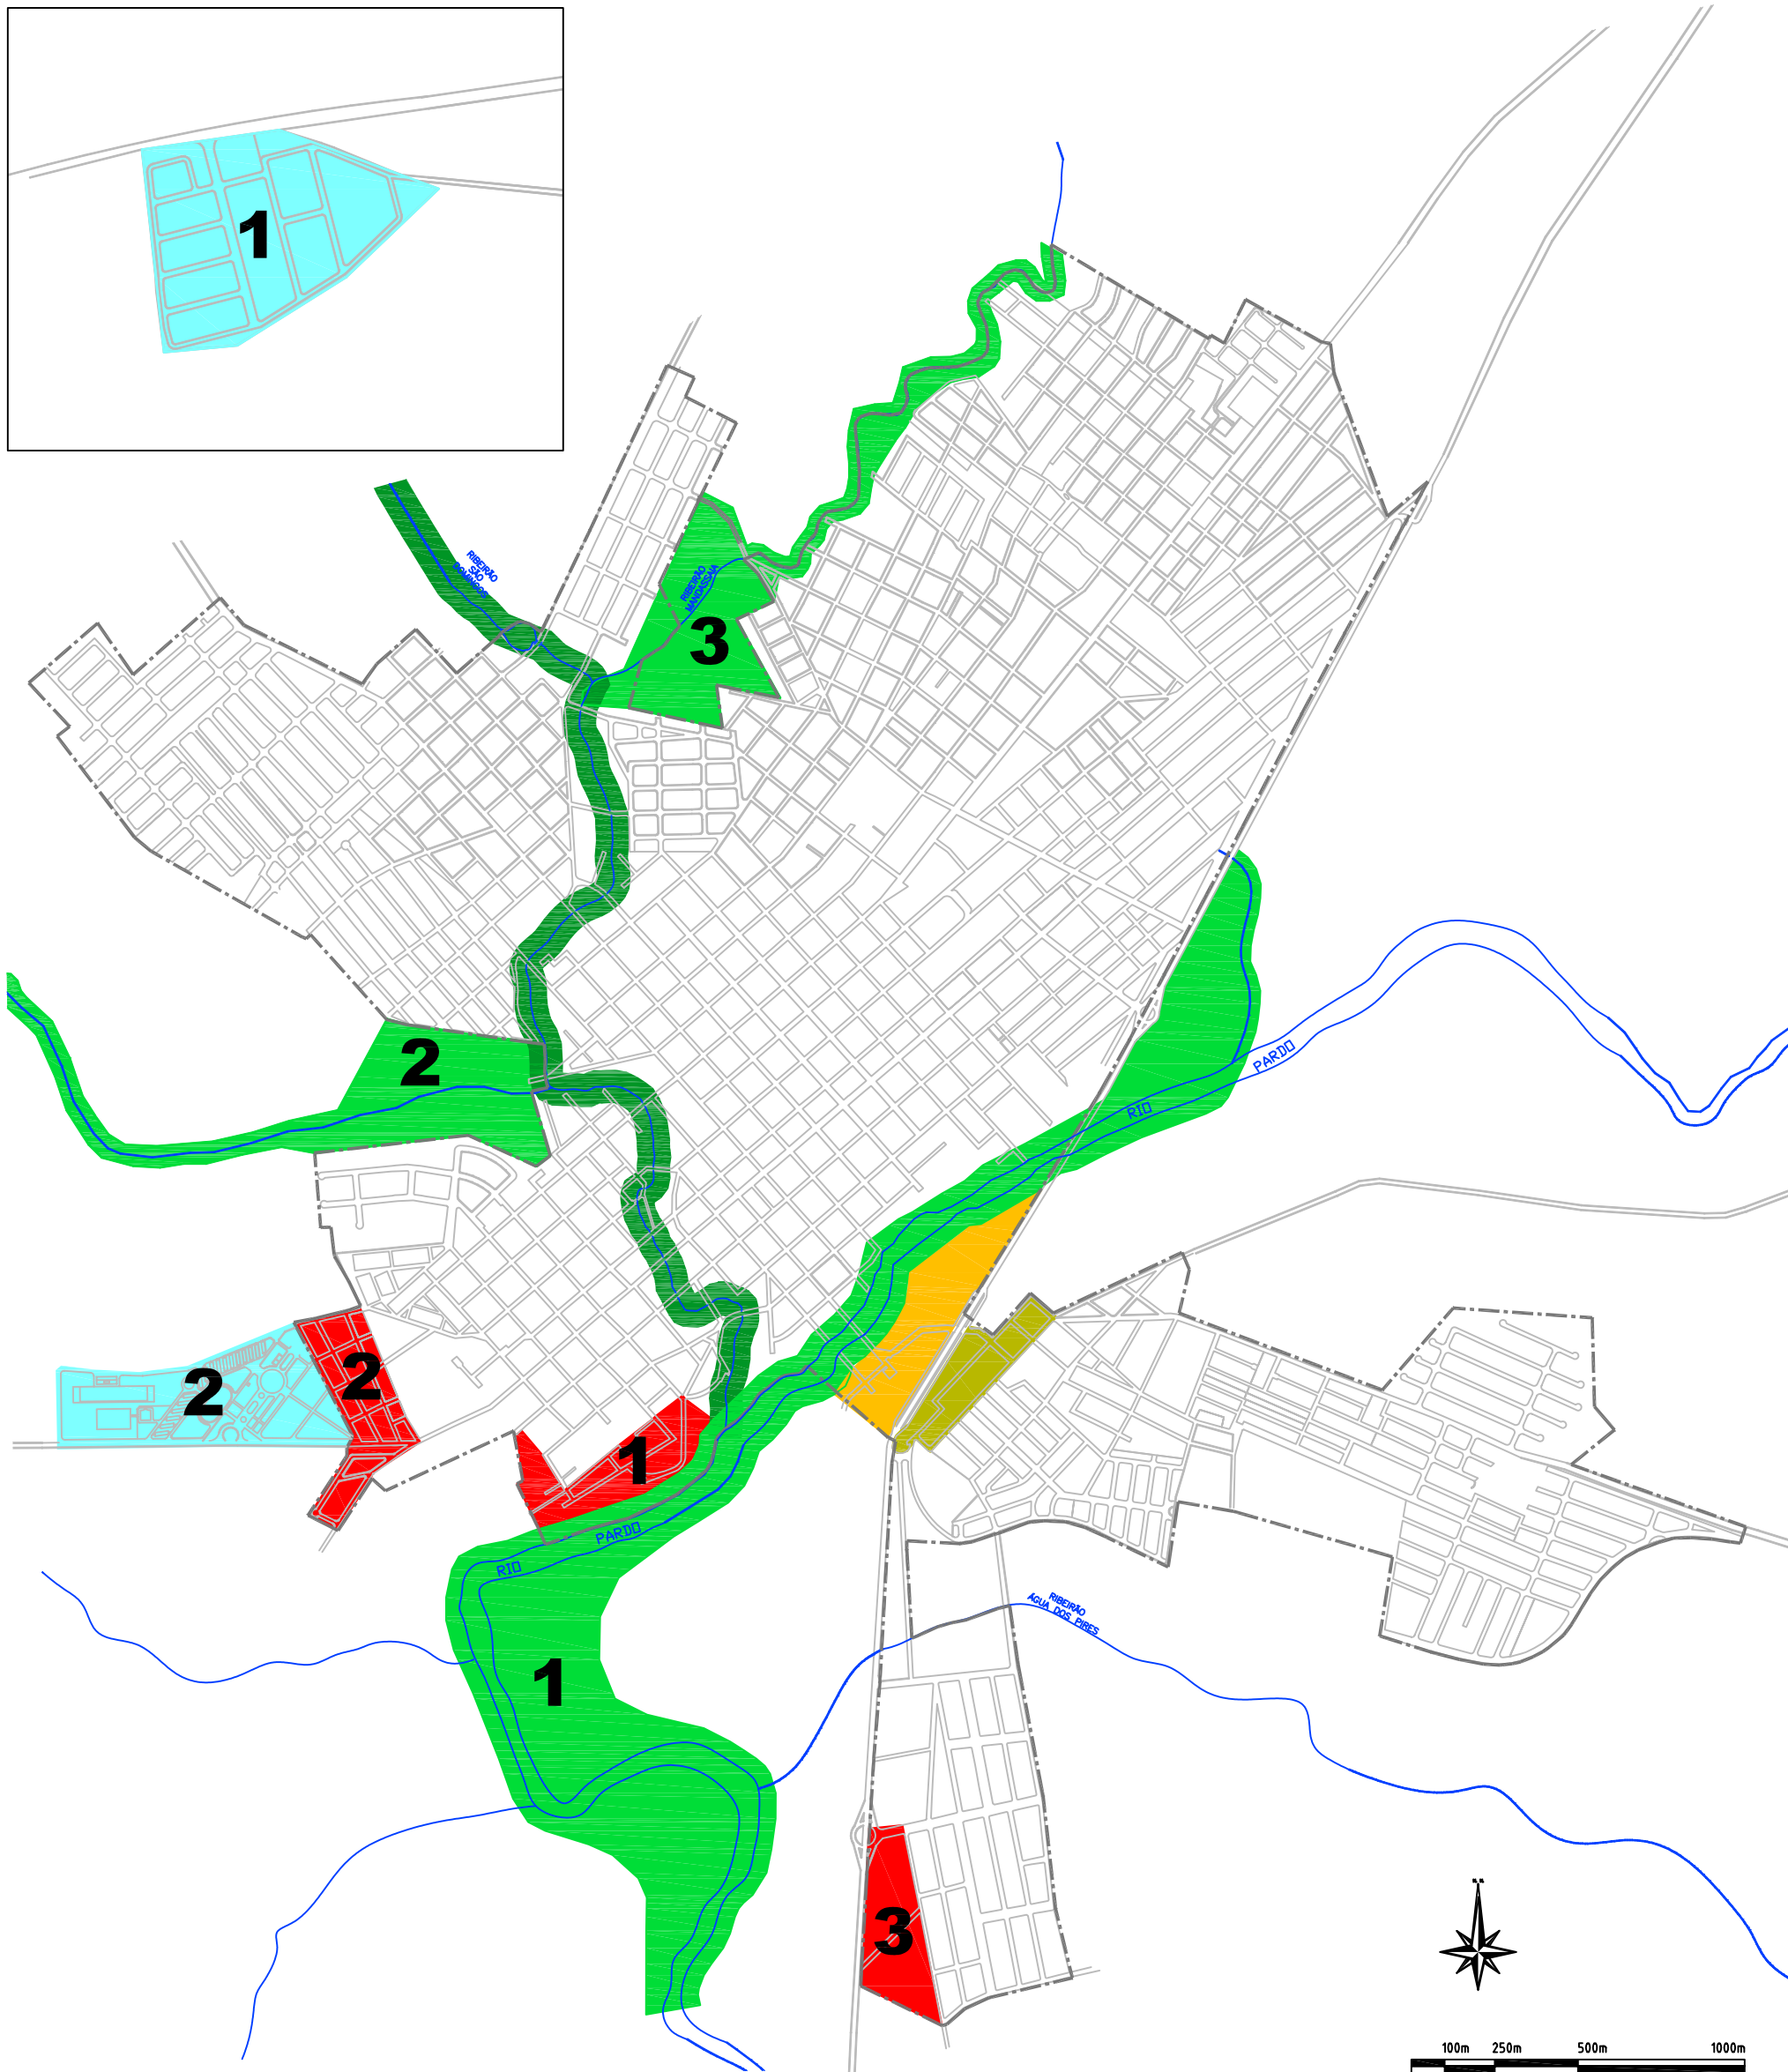 1
RIBEIRÃO
SÃO
DOMINGOS
RIBEIRÃO
MANDASSAIA
3
2
RIO PARDO
2
2
1
RIO PARDO
RIBEIRÃO
ÁGUA DOS PIRES
1
3
100m 250m 500m 1000m